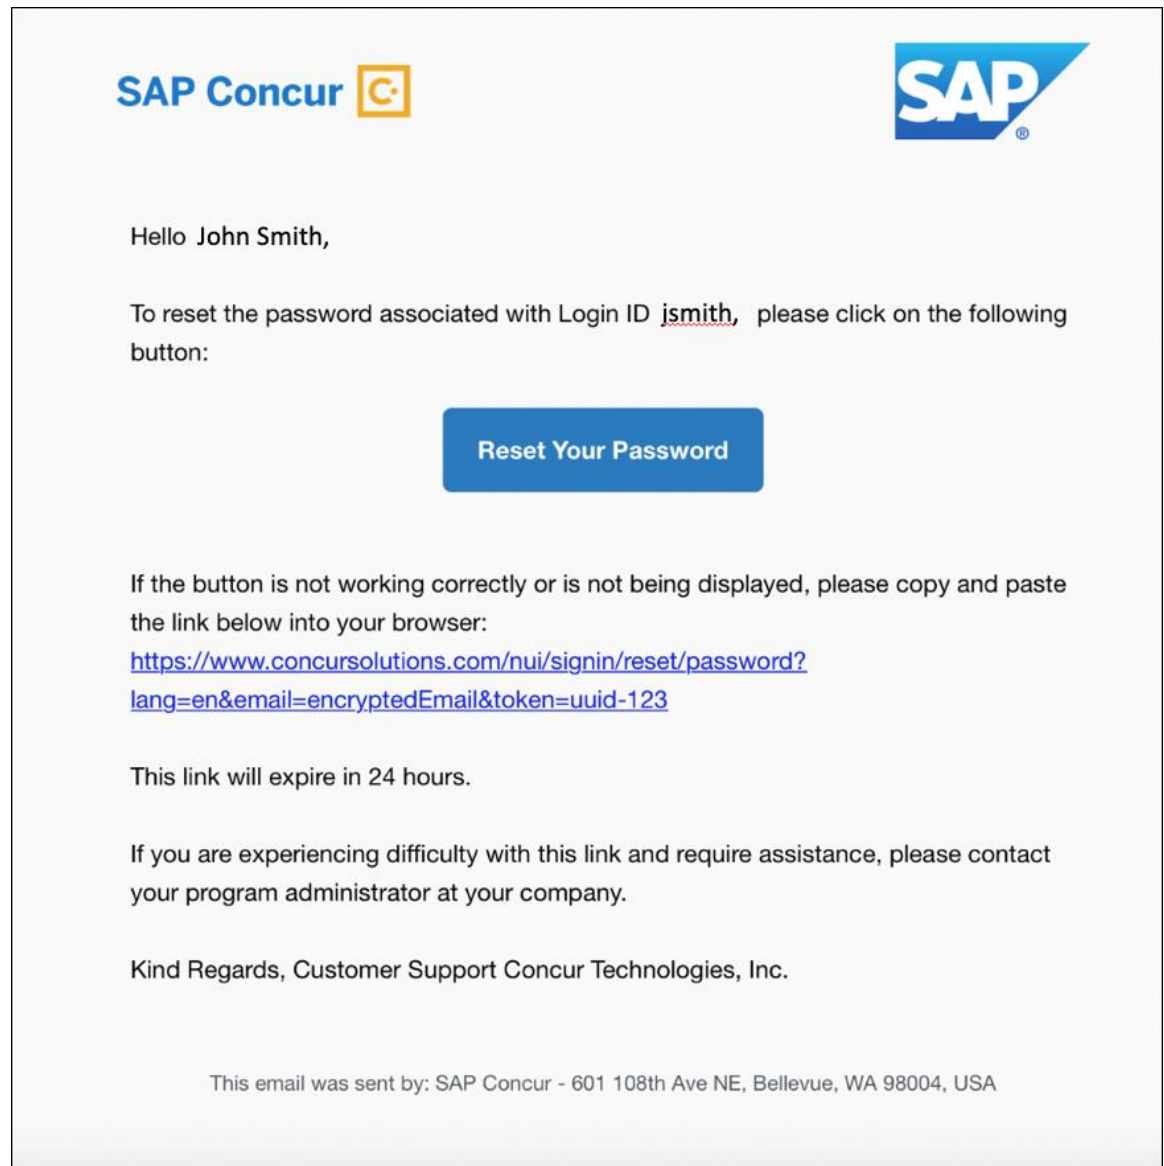 SAP Concur C
SAP
®
Hello John Smith,
To reset the password associated with Login ID jsmith, please click on the following
button:
Reset Your Password
If the button is not working correctly or is not being displayed, please copy and paste
the link below into your browser:
https://www.concursolutions.com/nui/signin/reset/password?
lang=en&email=encryptedEmail&token=uuid-123
This link will expire in 24 hours.
If you are experiencing difficulty with this link and require assistance, please contact
your program administrator at your company.
Kind Regards, Customer Support Concur Technologies, Inc.
This email was sent by: SAP Concur - 601 108th Ave NE, Bellevue, WA 98004, USA